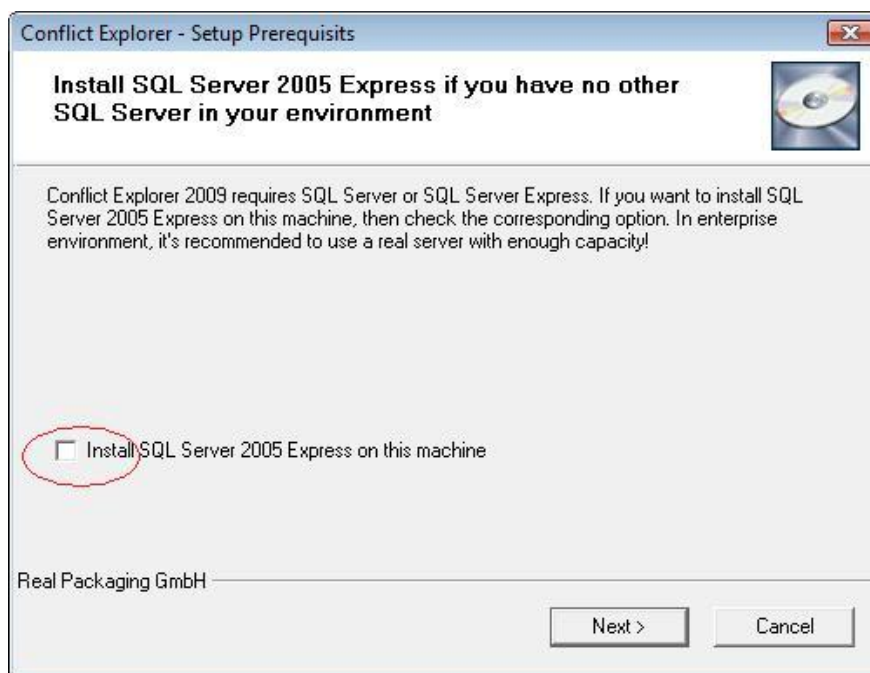 Conflict Explorer - Setup Prerequisits
Install SQL Server 2005 Express if you have no other
SQL Server in your environment
Conflict Explorer 2009 requires SQL Server or SQL Server Express. If you want to install SQL
Server 2005 Express on this machine, then check the corresponding option. In enterprise
environment, it's recommended to use a real server with enough capacity!
Install SQL Server 2005 Express on this machine
Real Packaging GmbH
Next >
Cancel